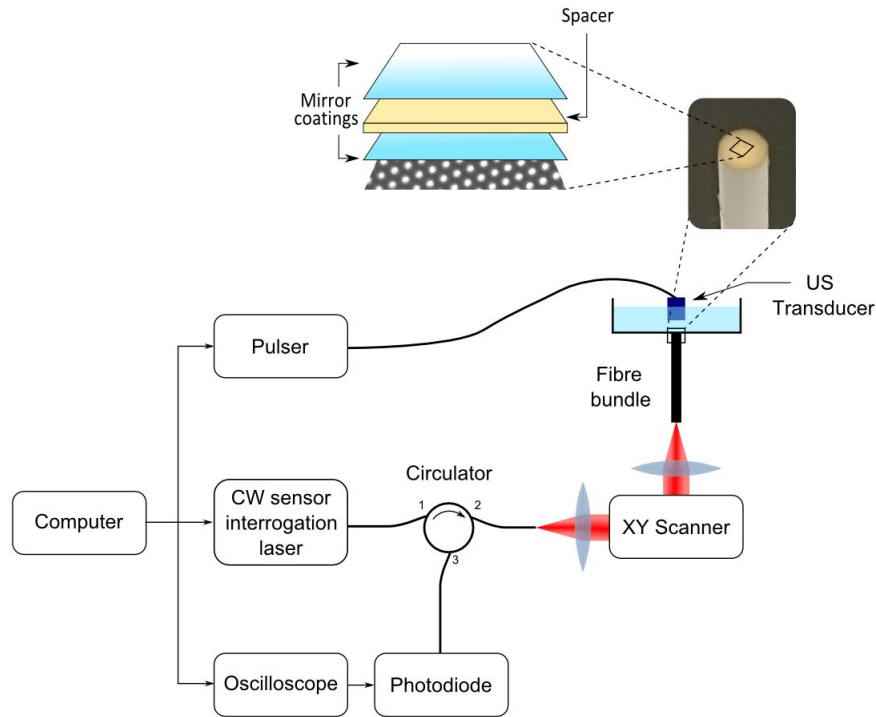 Spacer
Mirror
coatings
US
Transducer
Pulser
Fibre
bundle
Circulator
Computer
CW sensor
interrogation
laser
1
2
3
XY Scanner
Oscilloscope
Photodiode